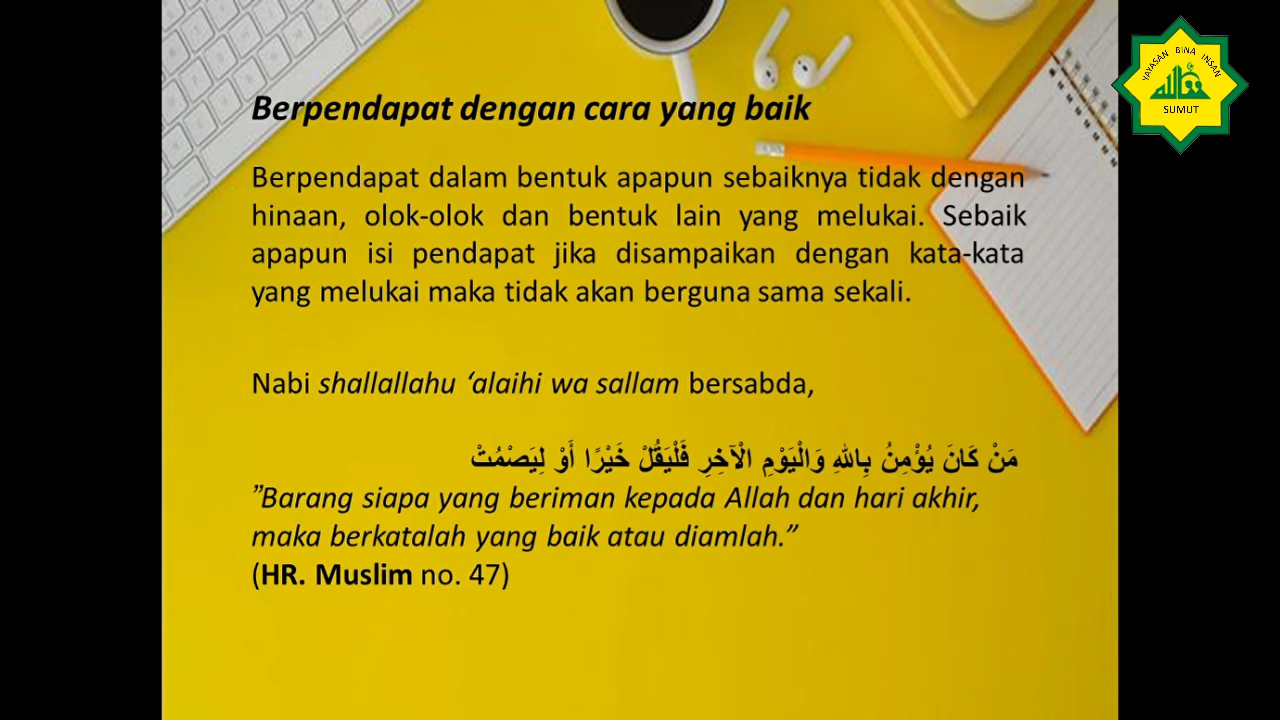 Berpendapat dengan cara yang baik
Berpendapat dalam bentuk apapun sebaiknya tidak dengan
hinaan, olok-olok dan bentuk lain yang melukai. Sebaik
apapun isi pendapat jika disampaikan dengan kata-kata
yang melukai maka tidak akan berguna sama sekali.
Nabi shallallahu ‘alaihi wa sallam bersabda,
مَنْ كَانَ يُؤْمِنُ بِاللهِ وَالْيَوْمِ الْآخِرِ فَلْيَقُلْ خَيْرًا أَوْ لِيَصْمُتْ
”Barang siapa yang beriman kepada Allah dan hari akhir,
maka berkatalah yang baik atau diamlah.”
(HR. Muslim no. 47)
YAYASAN BINA INSAN
SUMUT